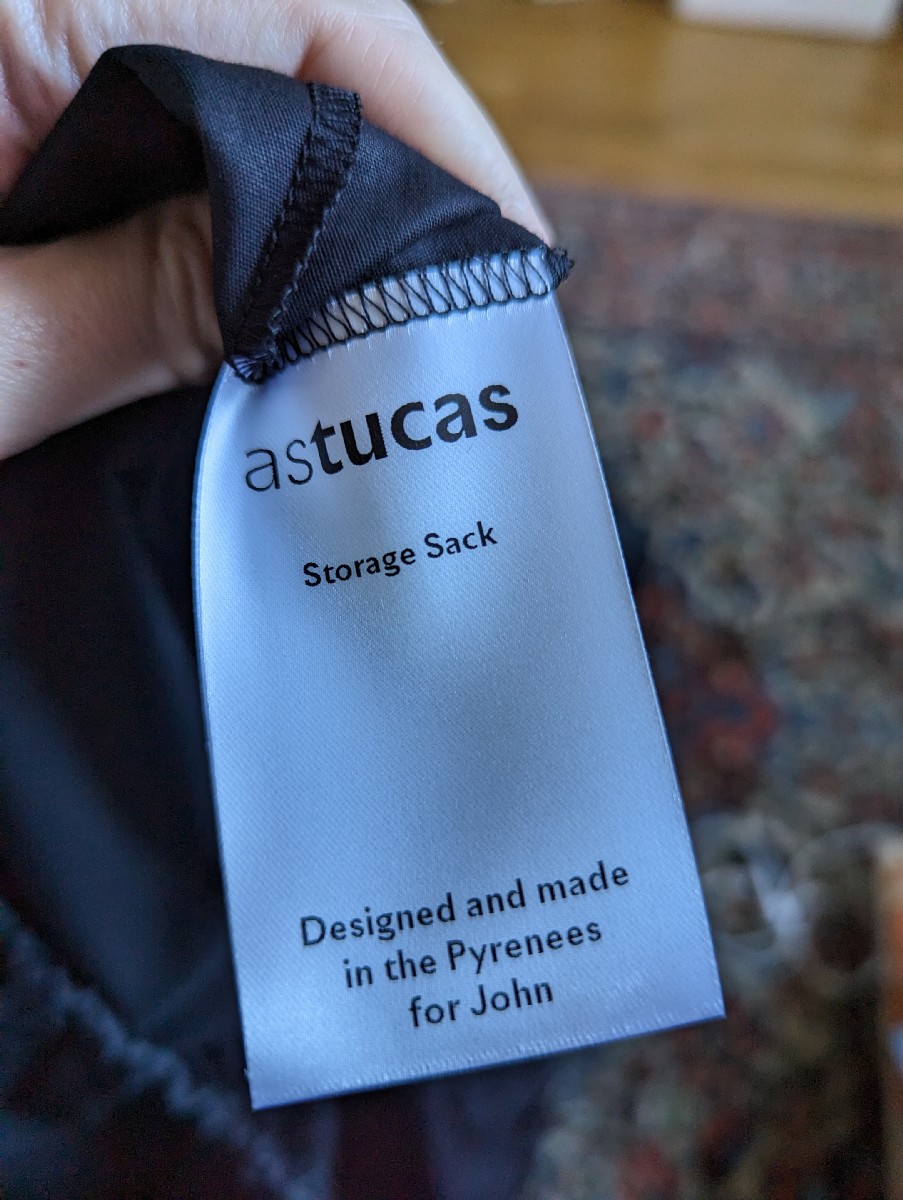 astucas
Storage Sack
Designed and made
in the Pyrenees
for John